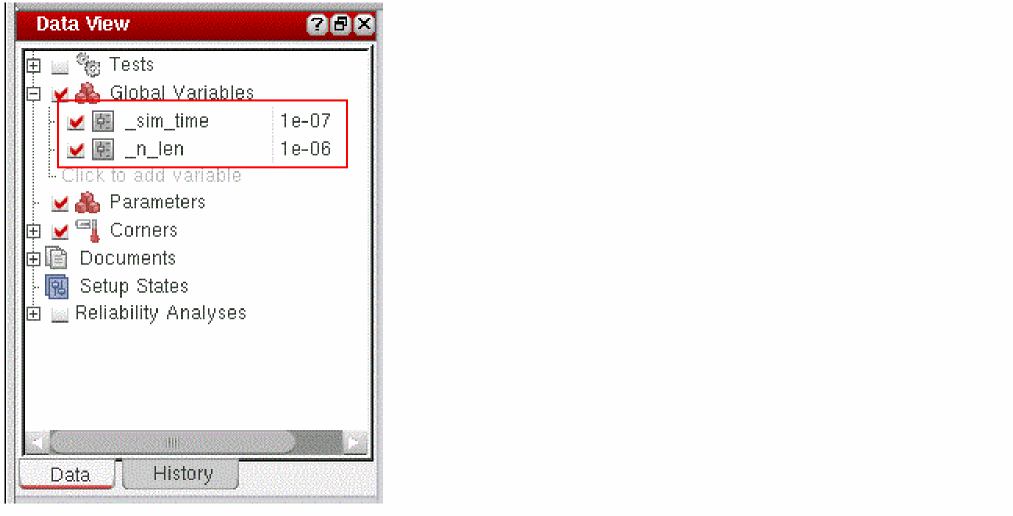 Data View
Tests
Global Variables
_sim_time 1e-07
_n_len 1e-06
Click to add variable
Parameters
Corners
Documents
Setup States
Reliability Analyses
Data History